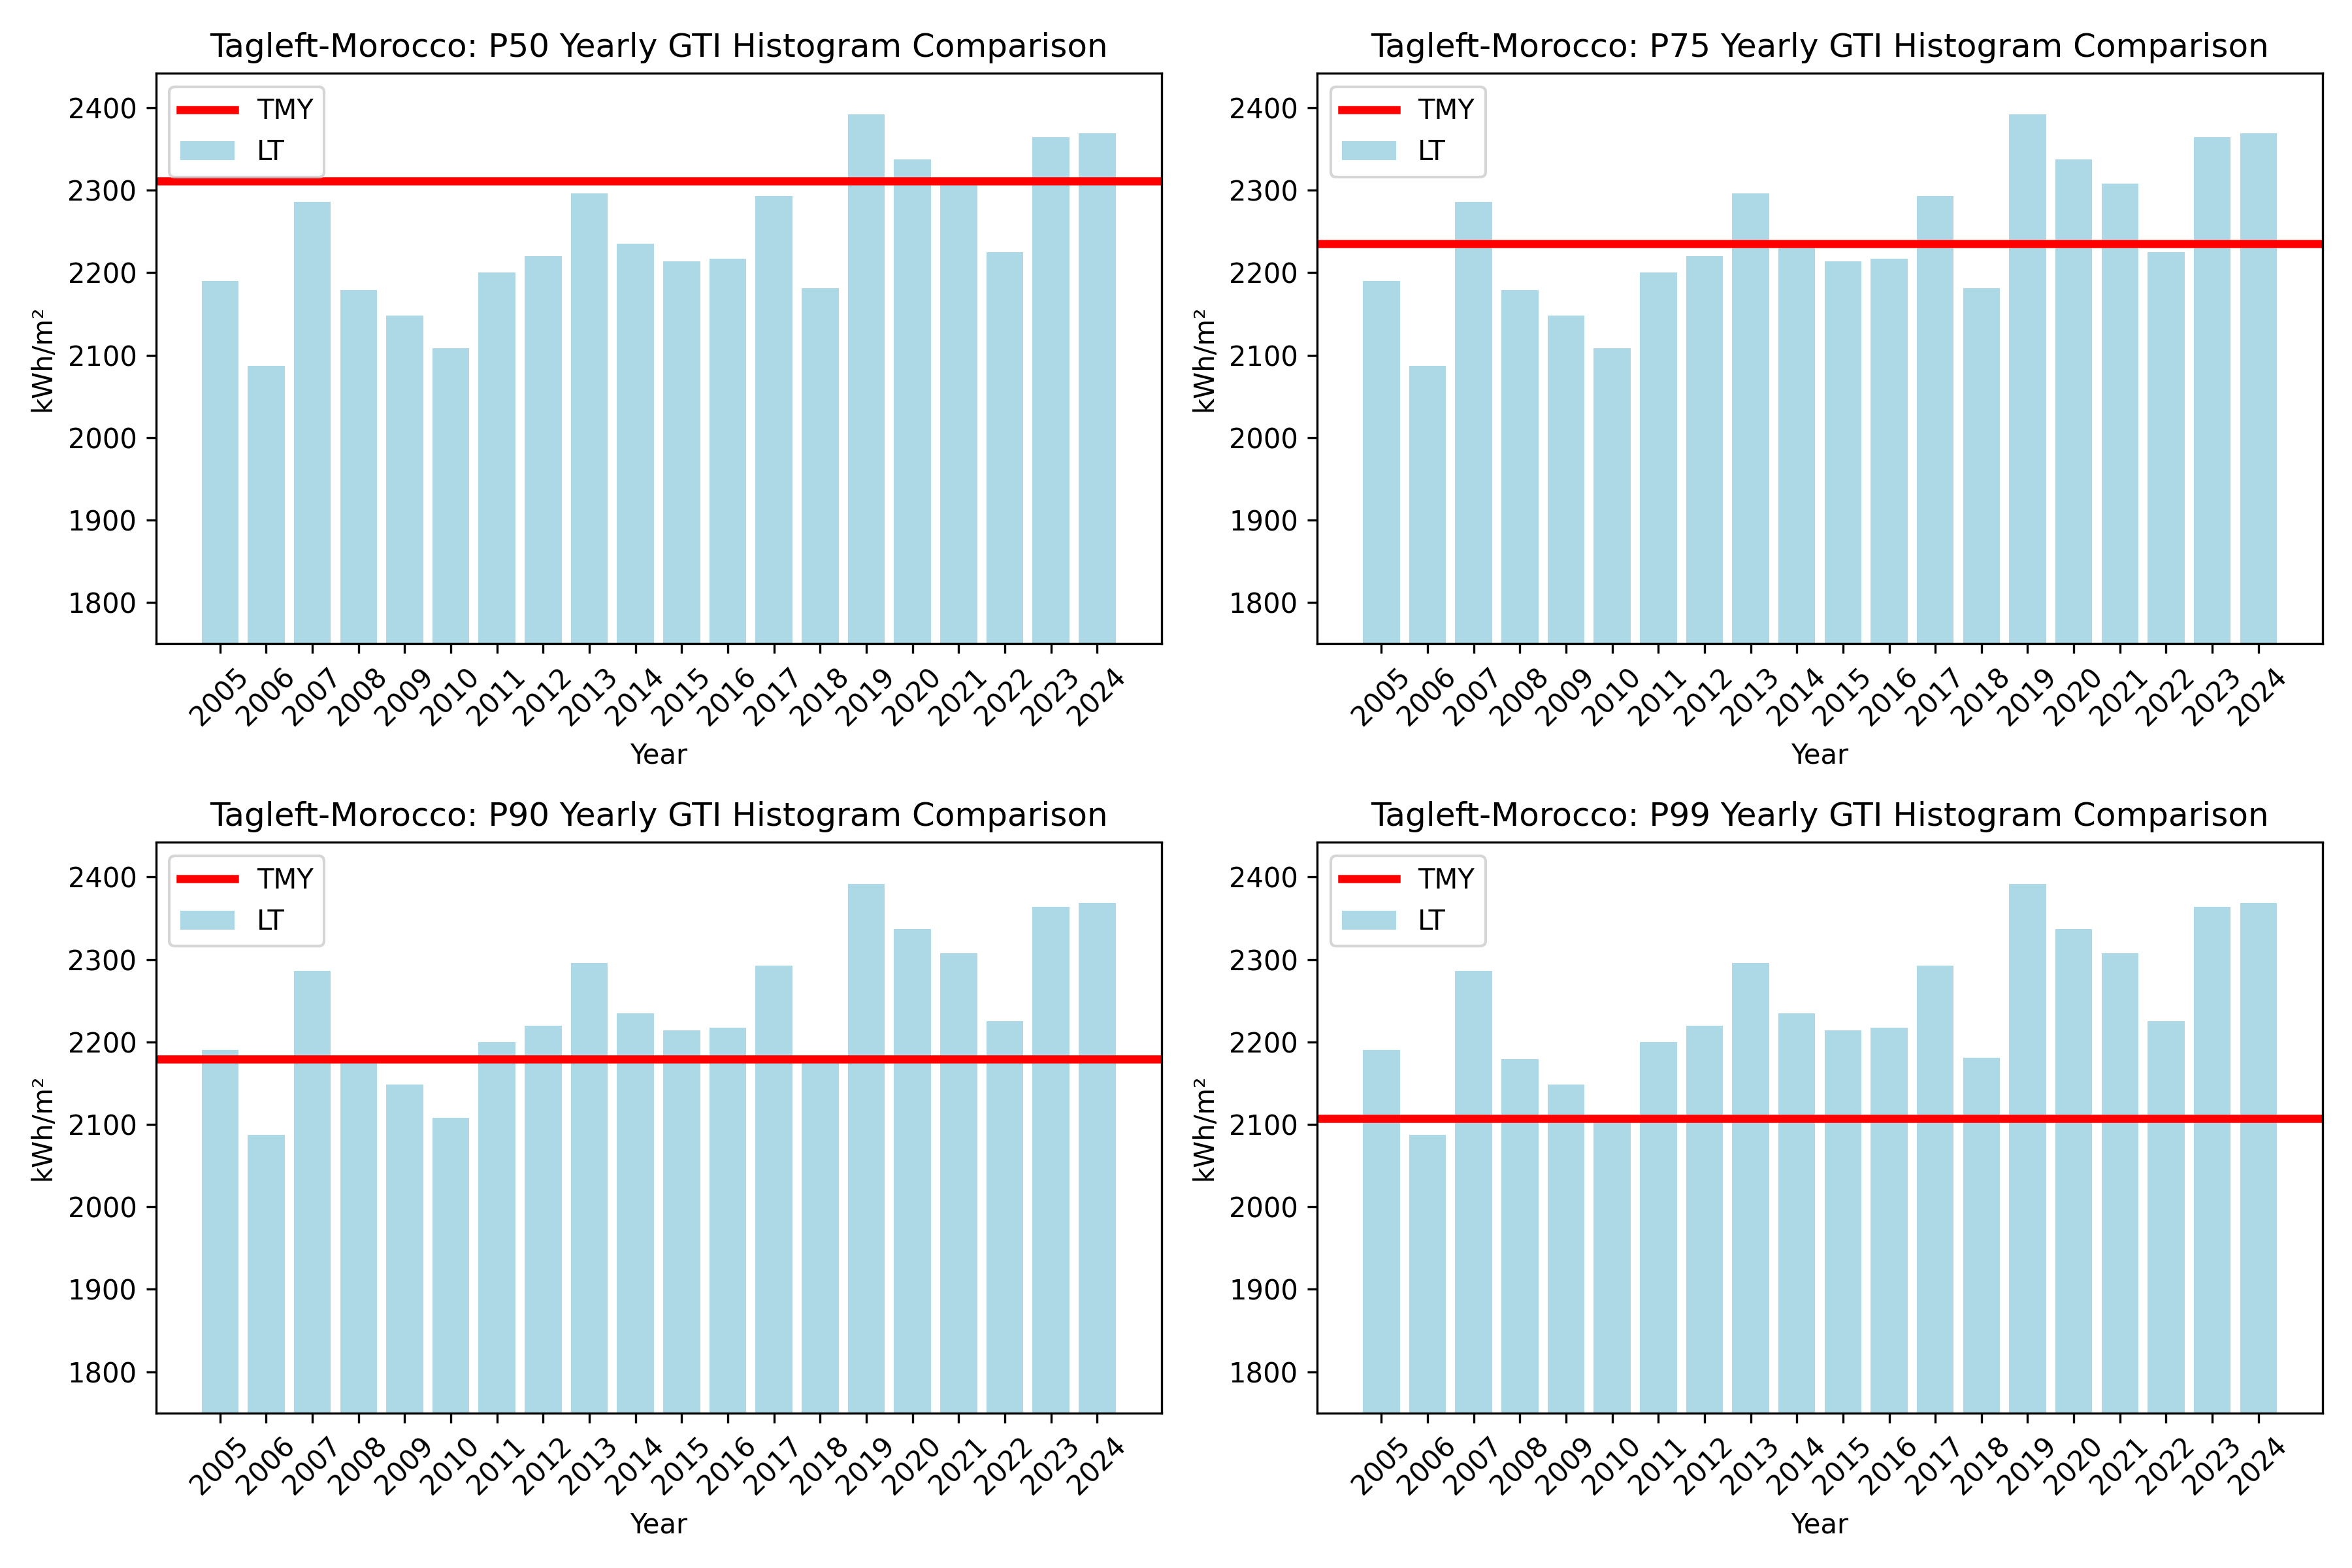 Tagleft-Morocco: P50 Yearly GTI Histogram Comparison
TMY
LT
2400
2300
2200
2100
2000
1900
1800
kWh/m²
2005 2006 2007 2008 2009 2010 2011 2012 2013 2014 2015 2016 2017 2018 2019 2020 2021 2022 2023 2024
Year
Tagleft-Morocco: P75 Yearly GTI Histogram Comparison
TMY
LT
2400
2300
2200
2100
2000
1900
1800
kWh/m²
2005 2006 2007 2008 2009 2010 2011 2012 2013 2014 2015 2016 2017 2018 2019 2020 2021 2022 2023 2024
Year
Tagleft-Morocco: P90 Yearly GTI Histogram Comparison
TMY
LT
2400
2300
2200
2100
2000
1900
1800
kWh/m²
2005 2006 2007 2008 2009 2010 2011 2012 2013 2014 2015 2016 2017 2018 2019 2020 2021 2022 2023 2024
Year
Tagleft-Morocco: P99 Yearly GTI Histogram Comparison
TMY
LT
2400
2300
2200
2100
2000
1900
1800
kWh/m²
2005 2006 2007 2008 2009 2010 2011 2012 2013 2014 2015 2016 2017 2018 2019 2020 2021 2022 2023 2024
Year